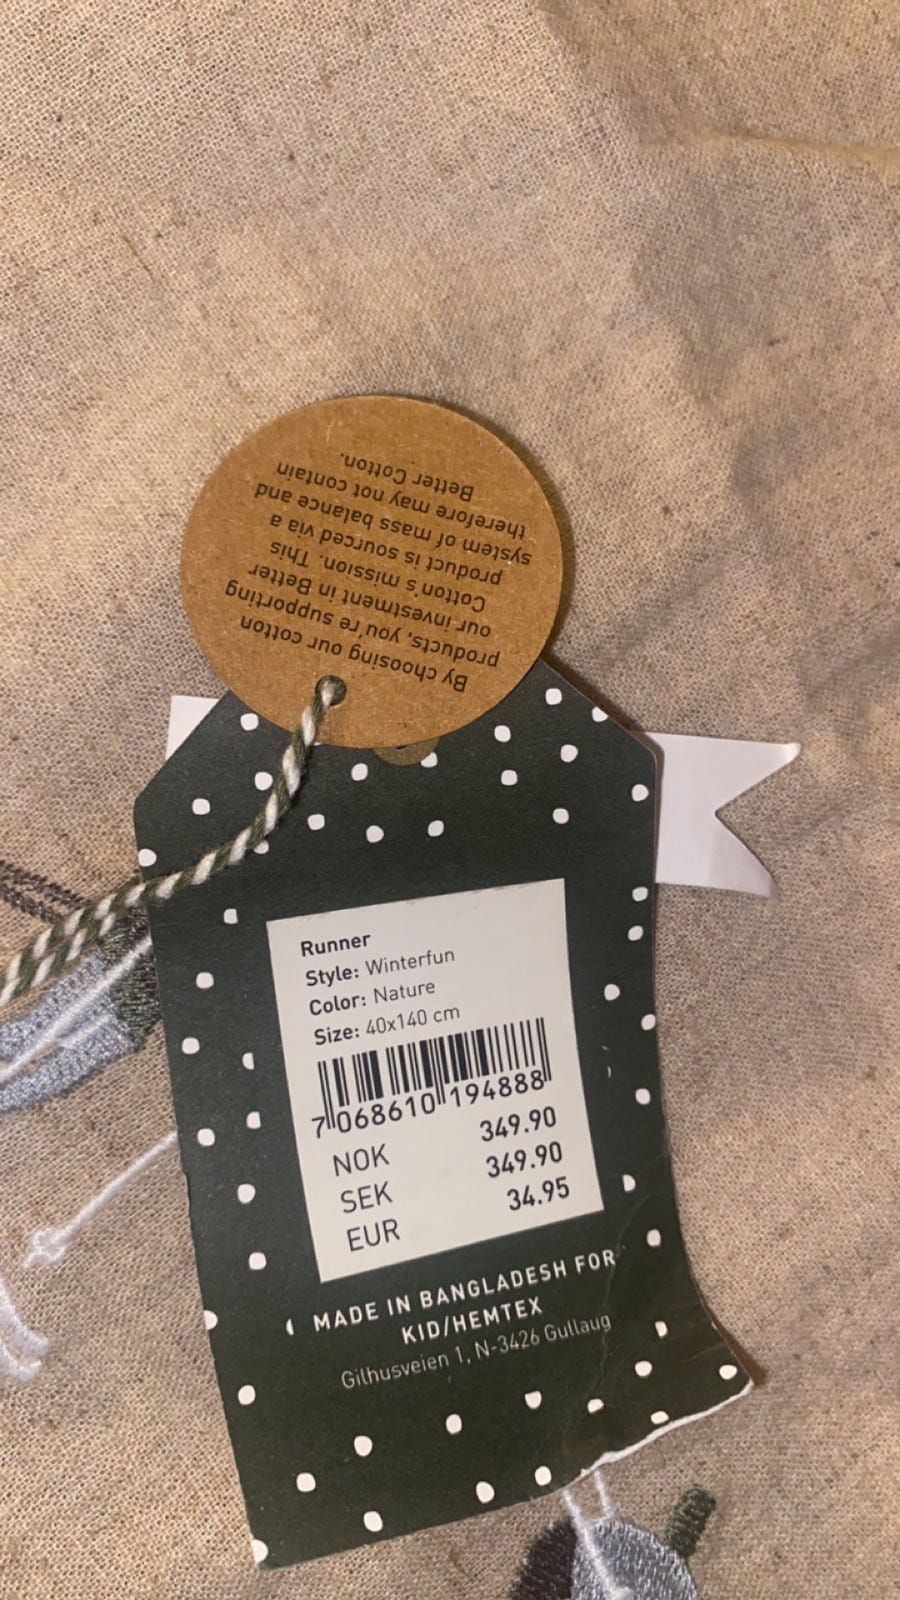 By choosing our cotton
products, you're supporting
our investment in Better
Cotton's mission. This
product is sourced via a
system of mass balance and
therefore may not contain
Better Cotton.
Runner
Style: Winterfun
Color: Nature
Size: 40x140 cm
7 068610 194888
NOK 349.90
SEK 349.90
EUR 34.95
MADE IN BANGLADESH FOR
KID/HEMTEX
Gilhusveien 1, N-3426 Gullaug